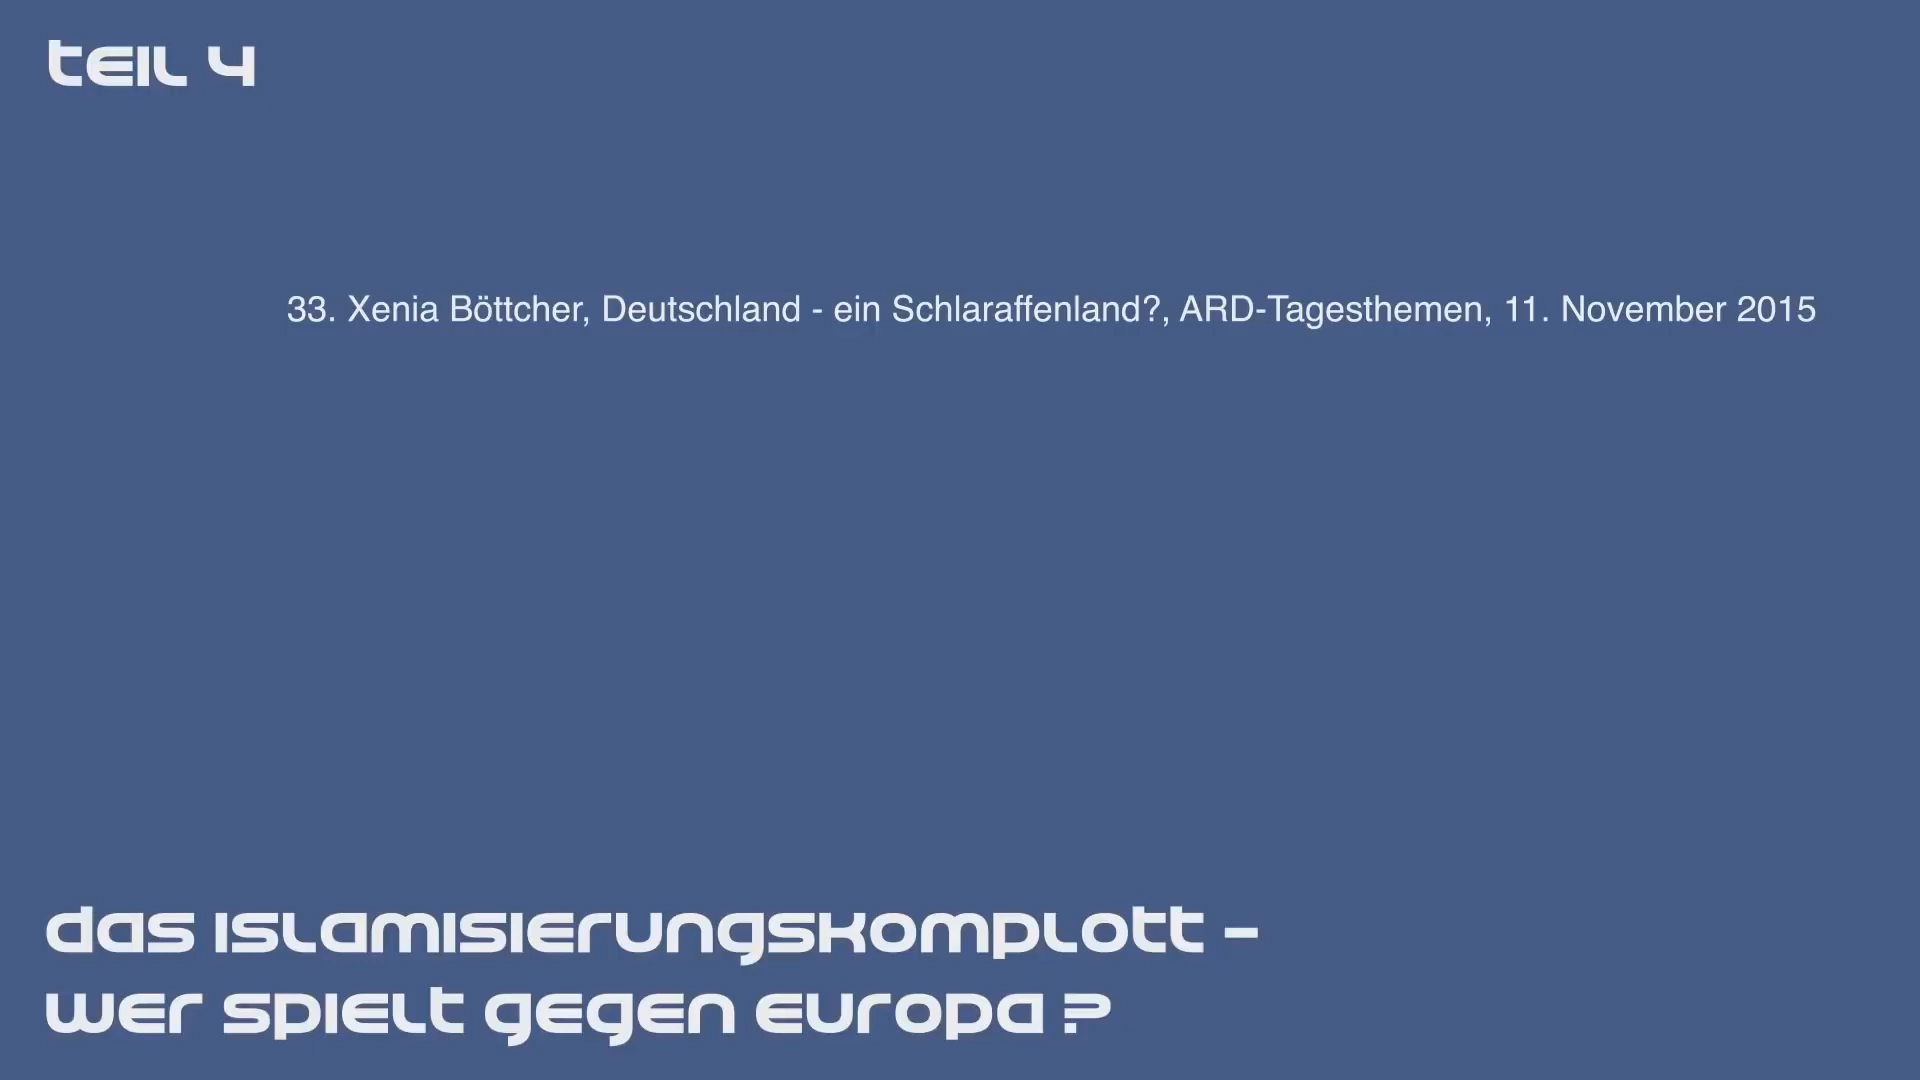 Teil 4
33. Xenia Böttcher, Deutschland - ein Schlaraffenland?, ARD-Tagesthemen, 11. November 2015
Das Islamisierungskomplott –
Wer spielt gegen Europa ?